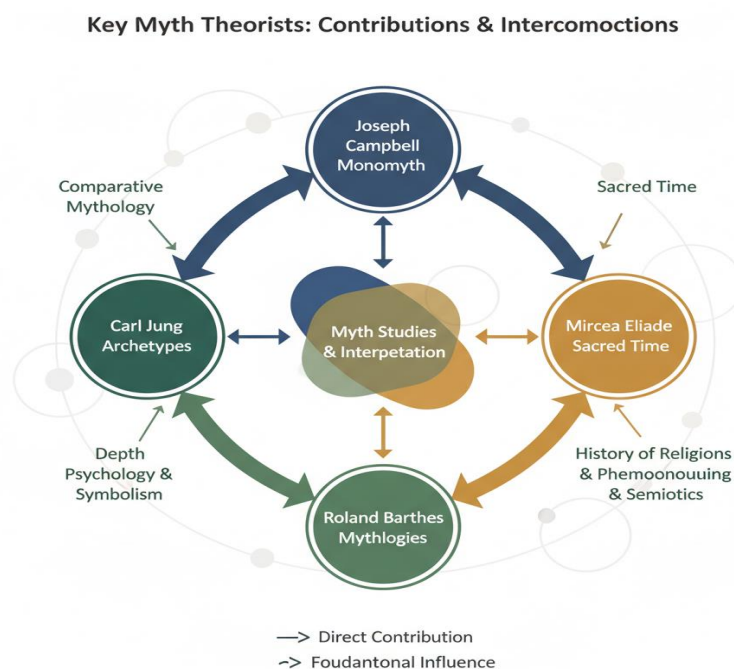 Key Myth Theorists: Contributions & Intercomoctions
Joseph
Campbell
Monomyth
Comparative
Mythology
Sacred Time
Carl Jung
Archetypes
Myth Studies
& Interpetation
Mircea Eliade
Sacred Time
Depth
Psychology &
Symbolism
History of Religions
& Phemoonouuing
& Semiotics
Roland Barthes
Mythlogies
Direct Contribution
Foudantonal Influence